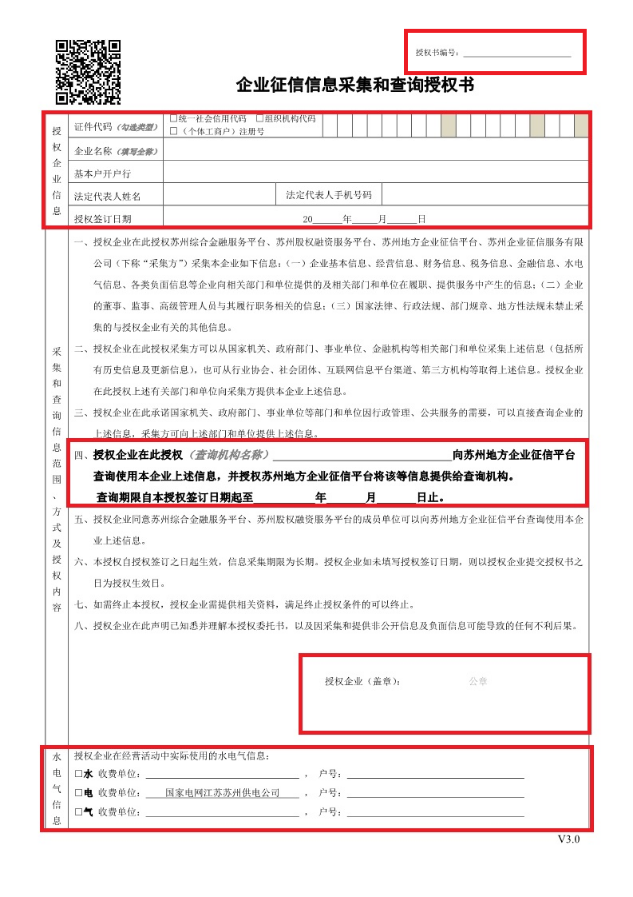 授权书编号：
企业征信信息采集和查询授权书
授权企业信息
证件代码（勾选类型） □统一社会信用代码 □组织机构代码
□（个体工商户）注册号
企业名称（填写全称）
基本户开户行
法定代表人姓名 法定代表人手机号码
授权签订日期 20______年_____月______日
采集和查询信息范围、方式及授权内容
一、授权企业在此授权苏州综合金融服务平台、苏州股权融资服务平台、苏州地方企业征信平台、苏州企业征信服务有限
公司（下称“采集方”）采集本企业如下信息：（一）企业基本信息、经营信息、财务信息、税务信息、金融信息、水电
气信息、各类负面信息等企业向相关部门和单位提供的及相关部门和单位在履职、提供服务中产生的信息；（二）企业
的董事、监事、高级管理人员与其履行职务相关的信息；（三）国家法律、行政法规、部门规章、地方性法规未禁止采
集的与授权企业有关的其他信息。
二、授权企业在此授权采集方可以从国家机关、政府部门、事业单位、金融机构等相关部门和单位采集上述信息（包括所
有历史信息及更新信息），也可从行业协会、社会团体、互联网信息平台渠道、第三方机构等取得上述信息。授权企业
在此授权上述有关部门和单位向采集方提供本企业上述信息。
三、授权企业在此承诺国家机关、政府部门、事业单位等部门和单位因行政管理、公共服务的需要，可以直接查询企业的
上述信息，采集方可向上述部门和单位提供上述信息。
四、授权企业在此授权（查询机构名称）______________________________向苏州地方企业征信平台
查询使用本企业上述信息，并授权苏州地方企业征信平台将该等信息提供给查询机构。
查询期限自本授权签订日期起至__________年______月______日止。
五、授权企业同意苏州综合金融服务平台、苏州股权融资服务平台的成员单位可以向苏州地方企业征信平台查询使用本企
业上述信息。
六、本授权自授权签订之日起生效，信息采集期限为长期。授权企业如未填写授权签订日期，则以授权企业提交授权书之
日为授权生效日。
七、如需终止本授权，授权企业需提供相关资料，满足终止授权条件的可以终止。
八、授权企业在此声明已知悉并理解本授权委托书，以及因采集和提供非公开信息及负面信息可能导致的任何不利后果。
授权企业（盖章）： 公章
水电气信息
授权企业在经营活动中实际使用的水电气信息：
□水 收费单位：______________________________，户号：___________________________________
□电 收费单位：____国家电网江苏苏州供电公司____，户号：___________________________________
□气 收费单位：______________________________，户号：___________________________________
V3.0